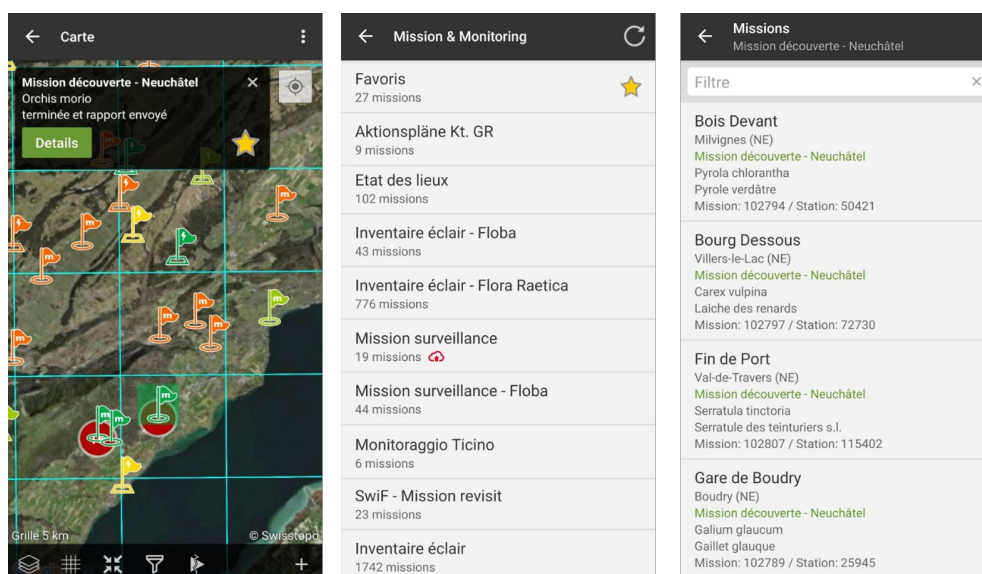 Carte
Mission découverte - Neuchâtel
Orchis morio
terminée et rapport envoyé
Details
Grille 5 km
© Swisstopo
Mission & Monitoring
Favoris
27 missions
Aktionspläne Kt. GR
9 missions
Etat des lieux
102 missions
Inventaire éclair - Floba
43 missions
Inventaire éclair - Flora Raetica
776 missions
Mission surveillance
19 missions
Mission surveillance - Floba
44 missions
Monitoraggio Ticino
6 missions
SwiF - Mission revisit
23 missions
Inventaire éclair
1742 missions
Missions
Mission découverte - Neuchâtel
Filtre
Bois Devant
Milvignes (NE)
Mission découverte - Neuchâtel
Pyrola chlorantha
Pyrole verdâtre
Mission: 102794 / Station: 50421
Bourg Dessous
Villers-le-Lac (NE)
Mission découverte - Neuchâtel
Carex vulpina
Laiche des renards
Mission: 102797 / Station: 72730
Fin de Port
Val-de-Travers (NE)
Mission découverte - Neuchâtel
Serratula tinctoria
Serratule des teinturiers s.l.
Mission: 102807 / Station: 115402
Gare de Boudry
Boudry (NE)
Mission découverte - Neuchâtel
Galium glaucum
Gaillet glauque
Mission: 102789 / Station: 25945